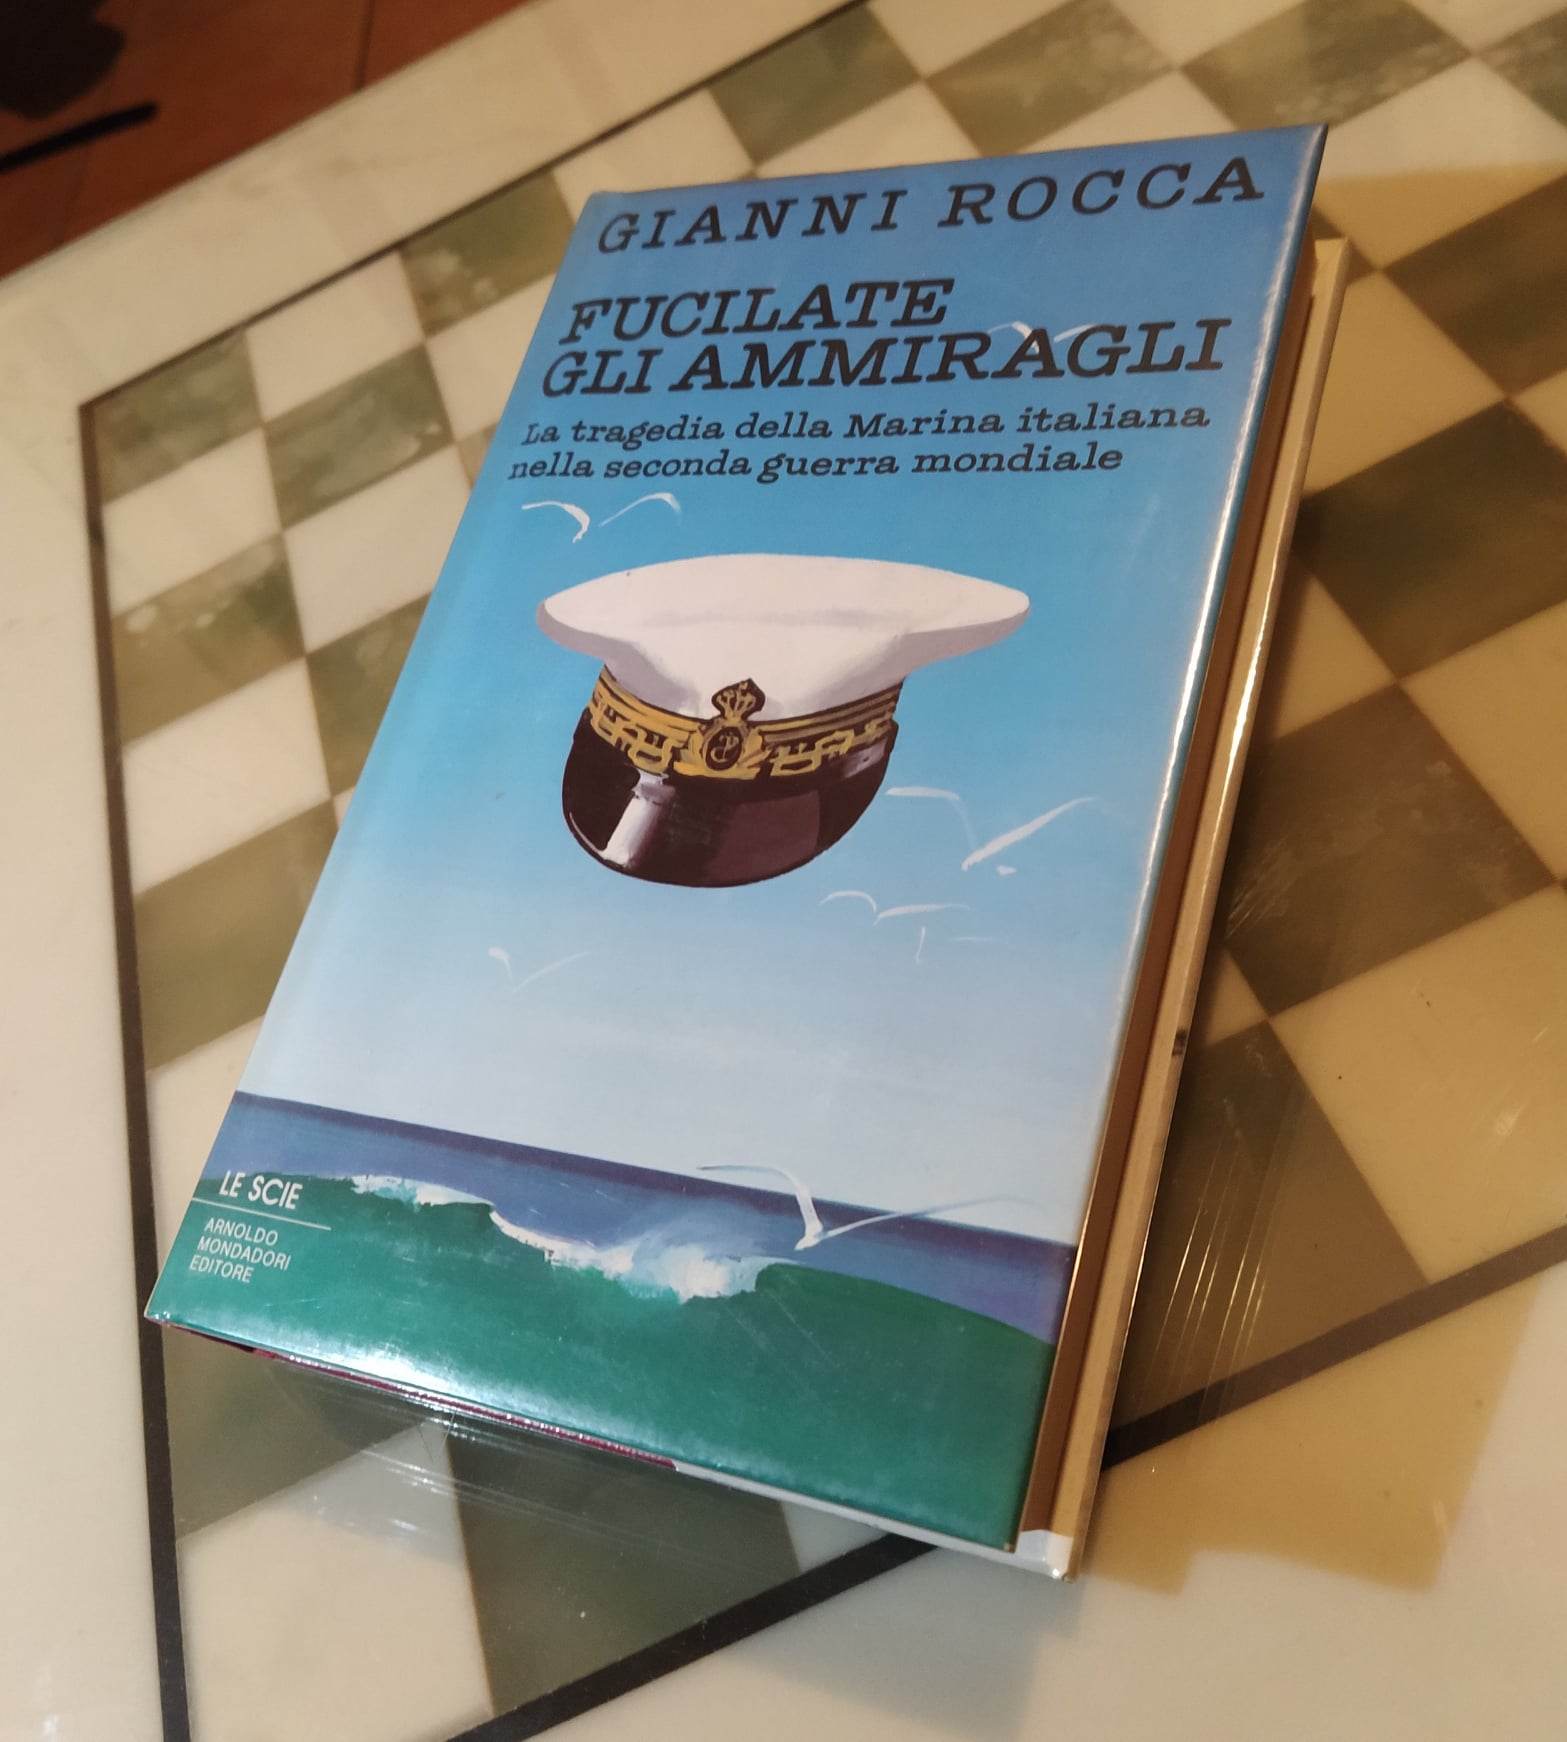 GIANNI ROCCA
FUCILATE
GLI AMMIRAGLI
La tragedia della Marina italiana
nella seconda guerra mondiale
LE SCIE
ARNOLDO
MONDADORI
EDITORE